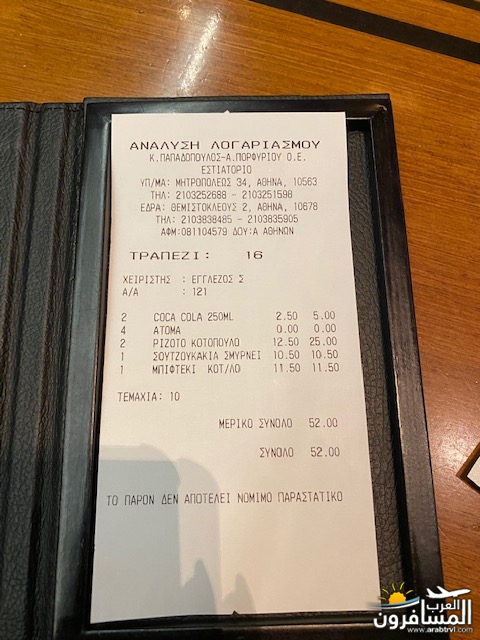 ΑΝΑΛΥΣΗ ΛΟΓΑΡΙΑΣΜΟΥ
Κ.ΠΑΠΑΔΟΠΟΥΛΟΣ-Α.ΠΟΡΦΥΡΙΟΥ Ο.Ε.
ΕΣΤΙΑΤΟΡΙΟ
ΥΠ/ΜΑ: ΜΗΤΡΟΠΟΛΕΩΣ 34, ΑΘΗΝΑ, 10563
ΤΗΛ: 2103252688 - 2103251598
ΕΔΡΑ: ΘΕΜΙΣΤΟΚΛΕΟΥΣ 2, ΑΘΗΝΑ, 10678
ΤΗΛ: 2103838485 - 2103835905
ΑΦΜ:081104579 ΔΟΥ:Α ΑΘΗΝΩΝ
ΤΡΑΠΕΖΙ: 16
ΧΕΙΡΙΣΤΗΣ : ΕΓΓΛΕΖΟΣ Σ
Α/Α : 121
2 COCA COLA 250ML 2.50 5.00
4 ΑΤΟΜΑ 0.00 0.00
2 ΡΙΖΟΤΟ ΚΟΤΟΠΟΥΛΟ 12.50 25.00
1 ΣΟΥΤΖΟΥΚΑΚΙΑ ΣΜΥΡΝΕΙ 10.50 10.50
1 ΜΠΙΦΤΕΚΙ ΚΟΤ/ΛΟ 11.50 11.50
ΤΕΜΑΧΙΑ: 10
ΜΕΡΙΚΟ ΣΥΝΟΛΟ 52.00
ΣΥΝΟΛΟ 52.00
ΤΟ ΠΑΡΟΝ ΔΕΝ ΑΠΟΤΕΛΕΙ ΝΟΜΙΜΟ ΠΑΡΑΣΤΑΤΙΚΟ
العرب
المسافرون
www.arabtrvl.com